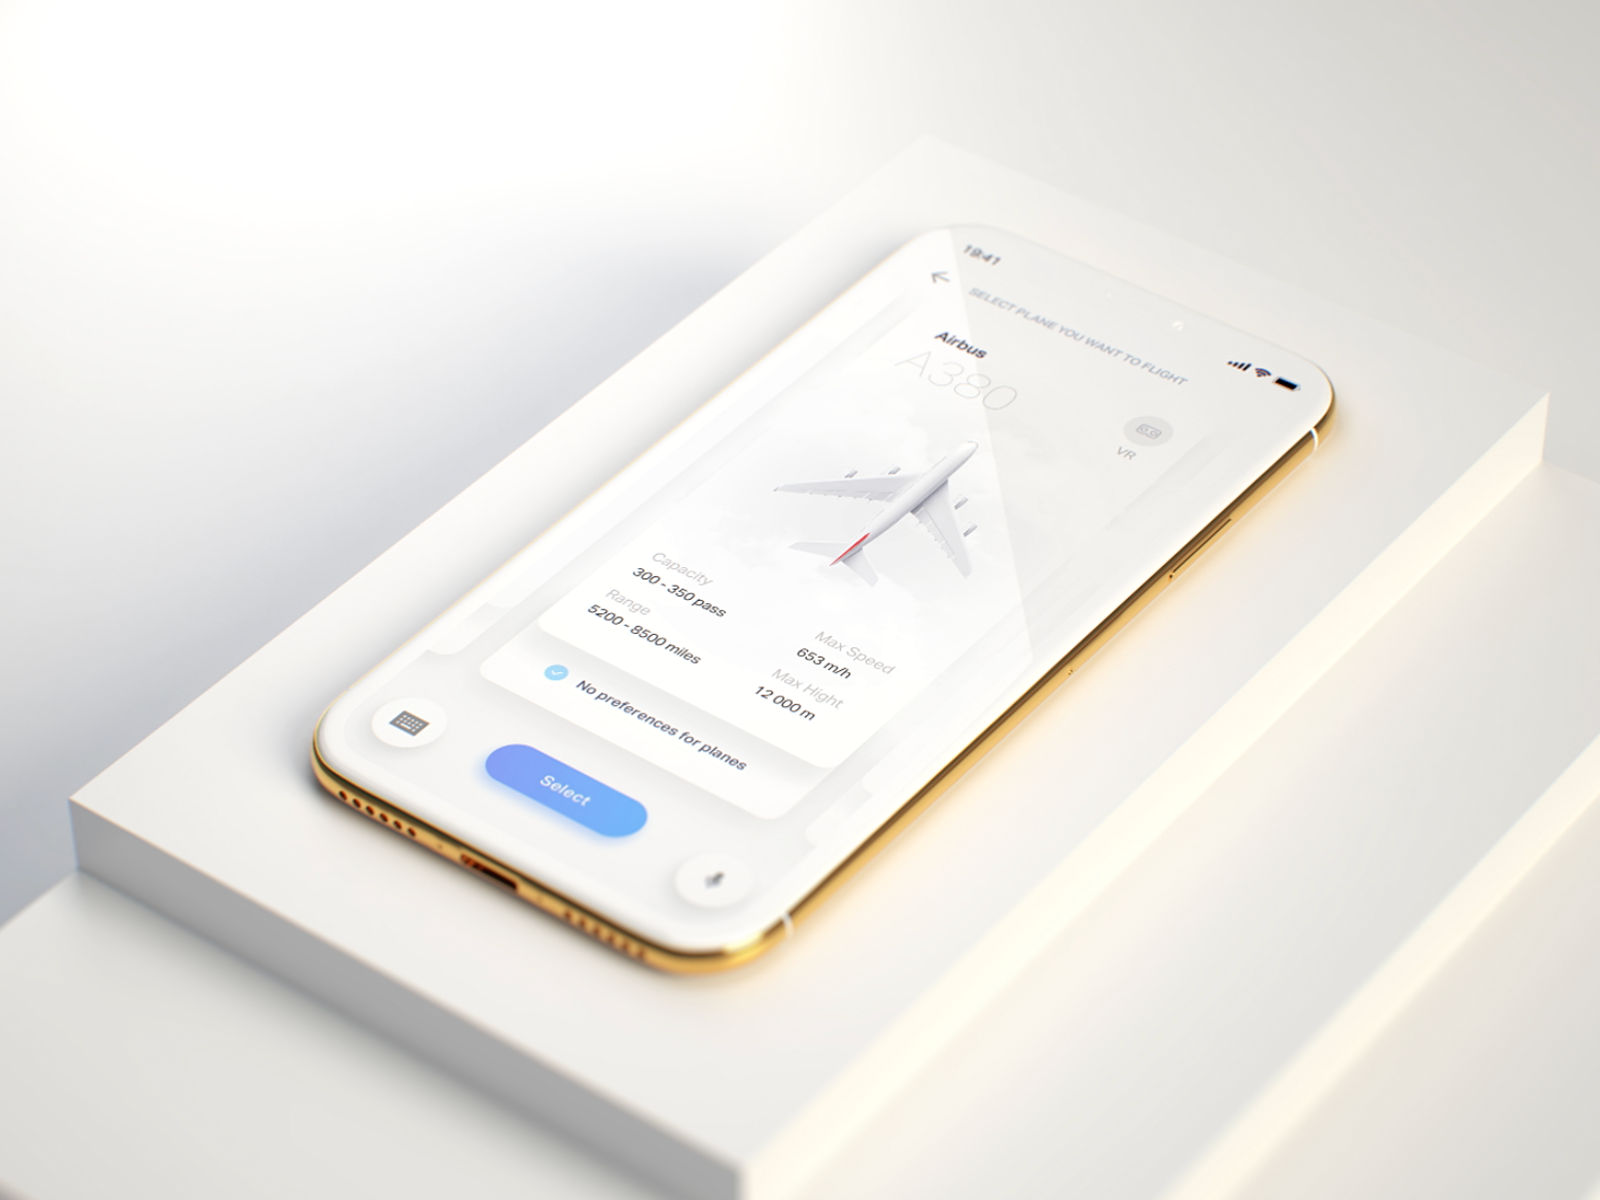 19:41
SELECT PLANE YOU WANT TO FLIGHT
Airbus
A380
VR
Capacity
300 - 350 pass
Range
5200 - 8500 miles
Max Speed
653 m/h
Max Hight
12 000 m
No preferences for planes
Select